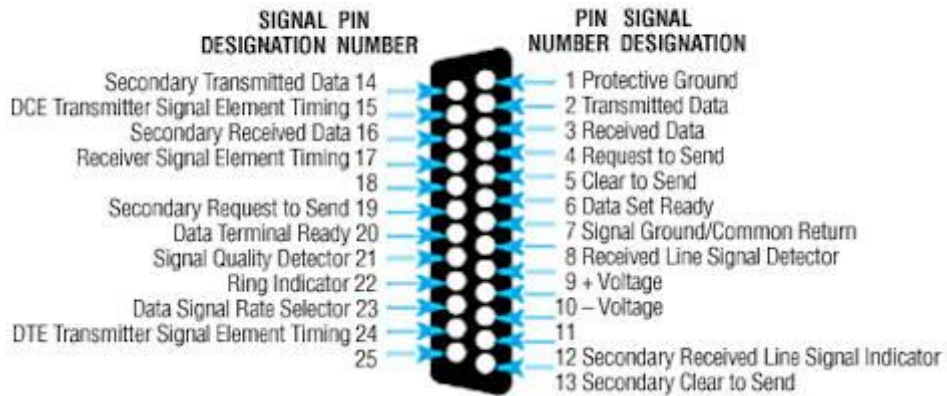 SIGNAL PIN
DESIGNATION NUMBER
Secondary Transmitted Data 14
DCE Transmitter Signal Element Timing 15
Secondary Received Data 16
Receiver Signal Element Timing 17
18
Secondary Request to Send 19
Data Terminal Ready 20
Signal Quality Detector 21
Ring Indicator 22
Data Signal Rate Selector 23
DTE Transmitter Signal Element Timing 24
25
PIN SIGNAL
NUMBER DESIGNATION
1 Protective Ground
2 Transmitted Data
3 Received Data
4 Request to Send
5 Clear to Send
6 Data Set Ready
7 Signal Ground/Common Return
8 Received Line Signal Detector
9 + Voltage
10 – Voltage
11
12 Secondary Received Line Signal Indicator
13 Secondary Clear to Send